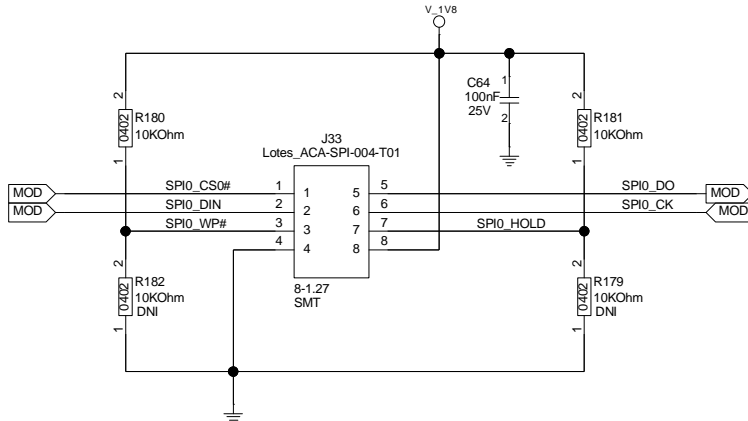 V_1V8
2
R180
0402
10KOhm
1
C64
1
100nF
25V
2
2
R181
0402
10KOhm
1
J33
Lotes_ACA-SPI-004-T01
MOD
SPI0_CS0#
1
1
5
5
SPI0_DO
MOD
MOD
SPI0_DIN
2
2
6
6
SPI0_CK
MOD
SPI0_WP#
3
3
7
7
SPI0_HOLD
4
4
8
8
2
R182
0402
10KOhm
DNI
1
8-1.27
SMT
2
R179
0402
10KOhm
DNI
1